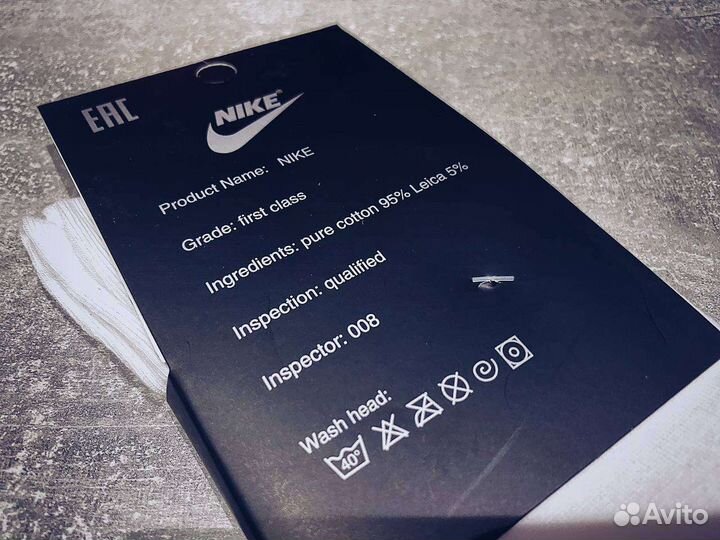 EAC
NIKE
Product Name: NIKE
Grade: first class
Ingredients: pure cotton 95% Leica 5%
Inspection: qualified
Inspector: 008
Wash head:
40°
Avito